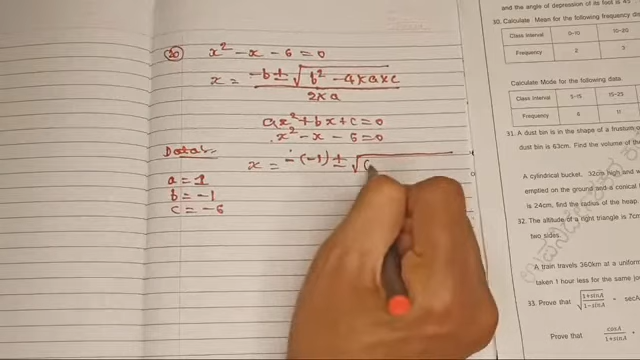 20 x² - x - 6 = 0
x = -b ± √b² - 4×a×c / 2×a
ax² + bx + c = 0
x² - x - 6 = 0
Data:-
x = -(-1) ± √(
a = 1
b = -1
c = -6
and the angle of depression of its foot is 45
30. Calculate Mean for the following frequency
Class Interval 0-10 10-20
Frequency 2 3
Calculate Mode for the following data
Class Interval 5-15 15-25
Frequency 6 11
31. A dust bin is in the shape of a frustum
dust bin is 63cm. Find the volume of the
A cylindrical bucket, 32cm high and
emptied on the ground and a conical
is 24cm, find the radius of the heap
32. The altitude of a right triangle is 7cm
two sides.
A train travels 360km at a uniform
taken 1 hour less for the same
33. Prove that √1+sinA / 1-sinA = secA
Prove that cosA / 1+sinA